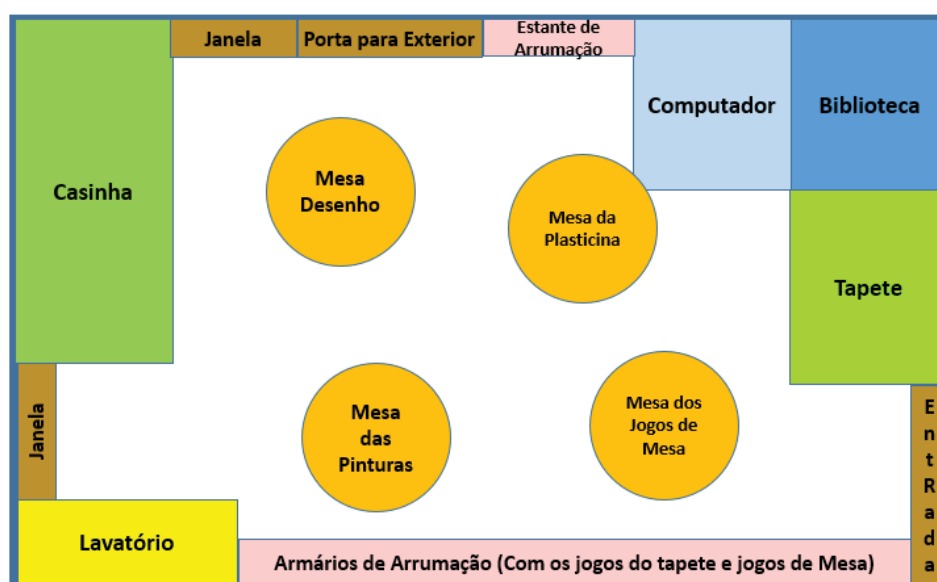 Janela
Porta para Exterior
Estante de
Arrumação
Computador
Biblioteca
Casinha
Mesa
Desenho
Mesa da
Plasticina
Tapete
Janela
Mesa
das
Pinturas
Mesa dos
Jogos de
Mesa
E
n
t
R
a
d
a
Lavatório
Armários de Arrumação (Com os jogos do tapete e jogos de Mesa)